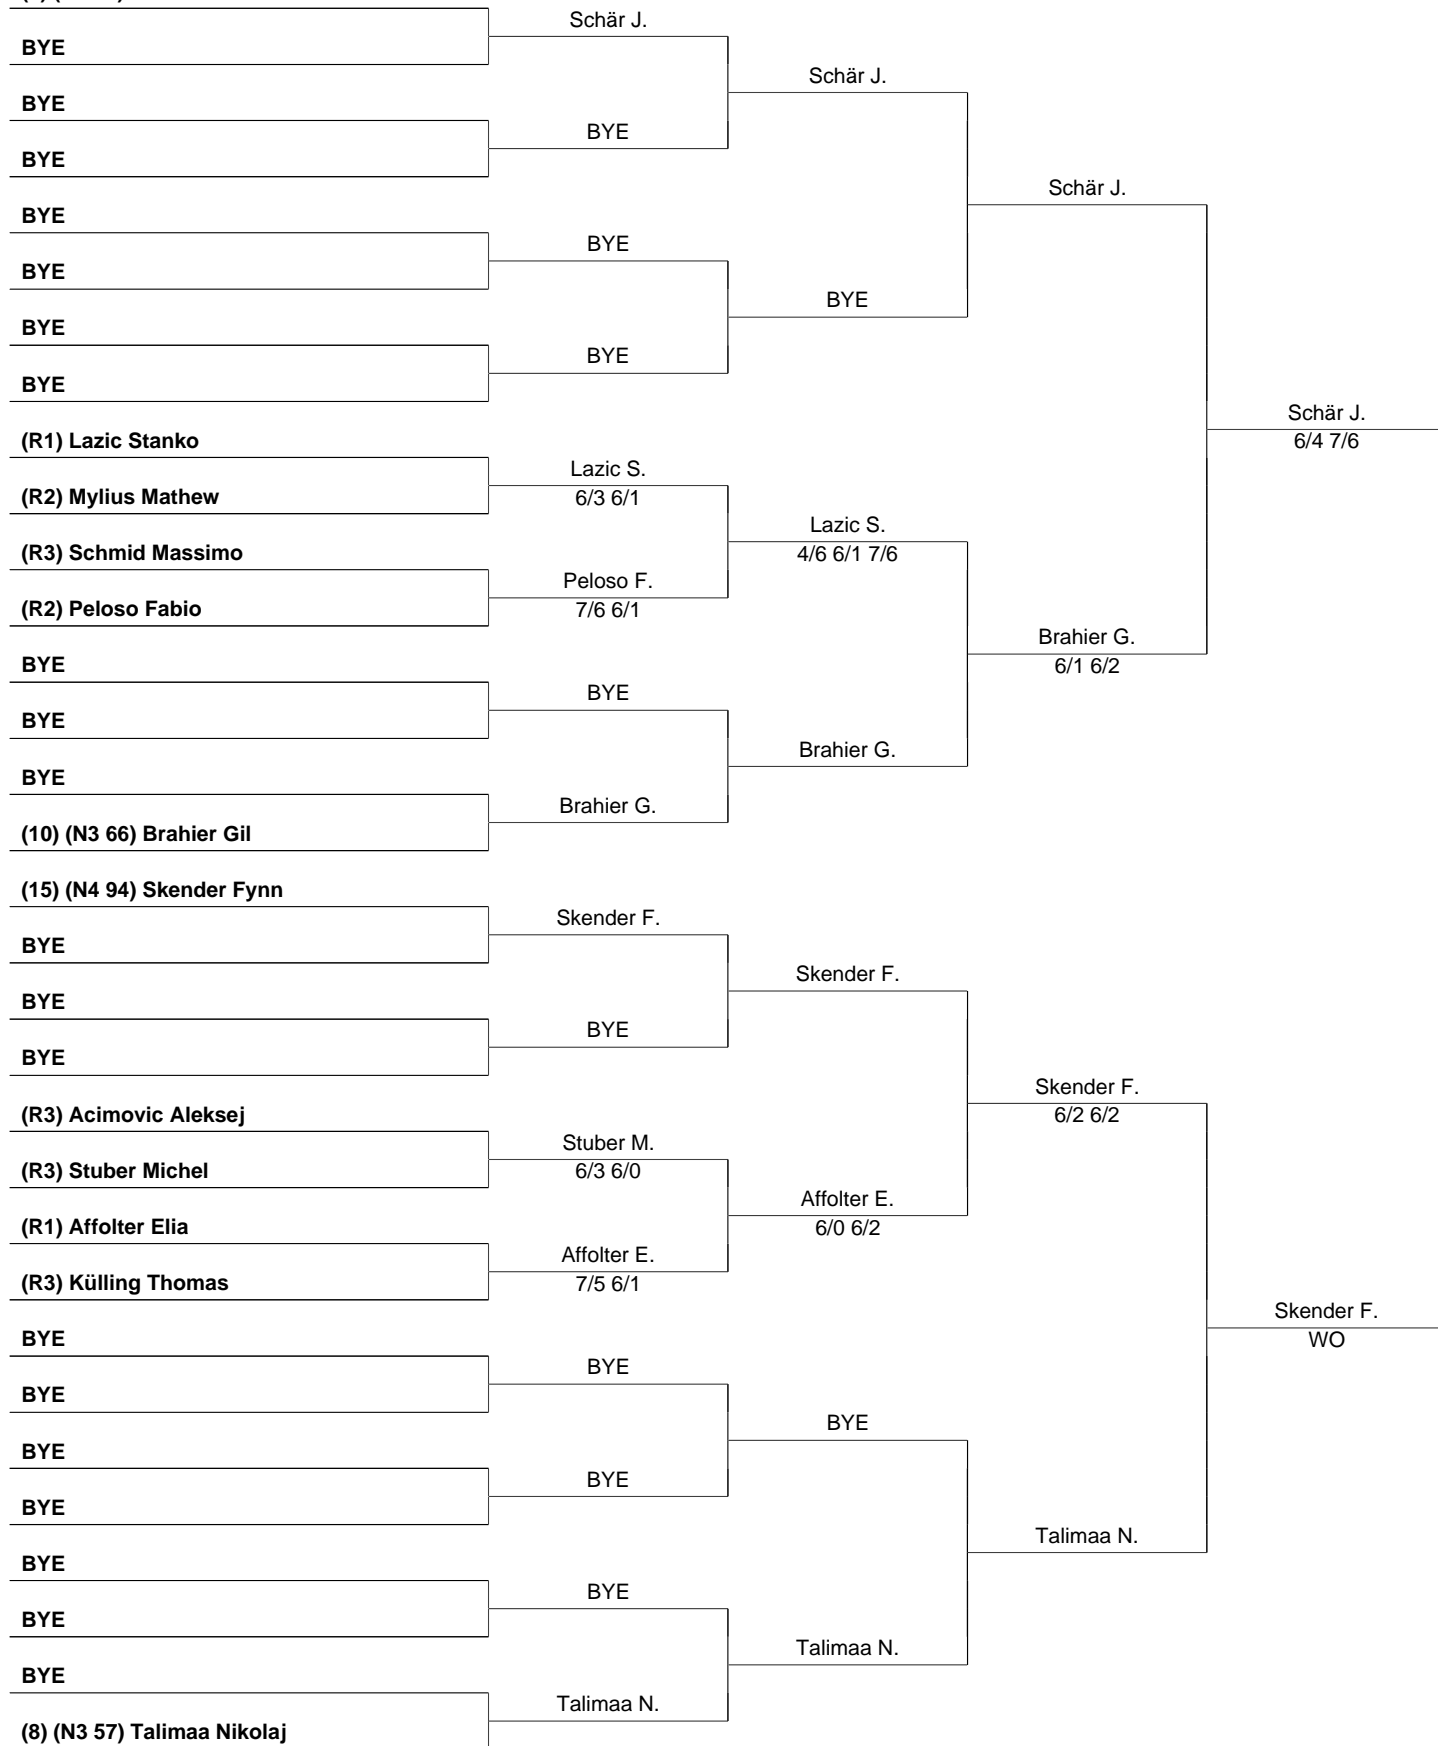 Schär J.
BYE
Schär J.
BYE
BYE
BYE
Schär J.
BYE
BYE
BYE
BYE
BYE
BYE
BYE
Schär J.
6/4 7/6
(R1) Lazic Stanko
Lazic S.
6/3 6/1
(R2) Mylius Mathew
Lazic S.
4/6 6/1 7/6
(R3) Schmid Massimo
Peloso F.
7/6 6/1
(R2) Peloso Fabio
Brahier G.
6/1 6/2
BYE
BYE
BYE
Brahier G.
BYE
Brahier G.
(10) (N3 66) Brahier Gil
(15) (N4 94) Skender Fynn
Skender F.
BYE
Skender F.
BYE
BYE
BYE
Skender F.
6/2 6/2
(R3) Acimovic Aleksej
Stuber M.
6/3 6/0
(R3) Stuber Michel
Affolter E.
6/0 6/2
(R1) Affolter Elia
Affolter E.
7/5 6/1
(R3) Külling Thomas
Skender F.
WO
BYE
BYE
BYE
BYE
BYE
BYE
BYE
Talimaa N.
BYE
BYE
BYE
Talimaa N.
BYE
Talimaa N.
(8) (N3 57) Talimaa Nikolaj